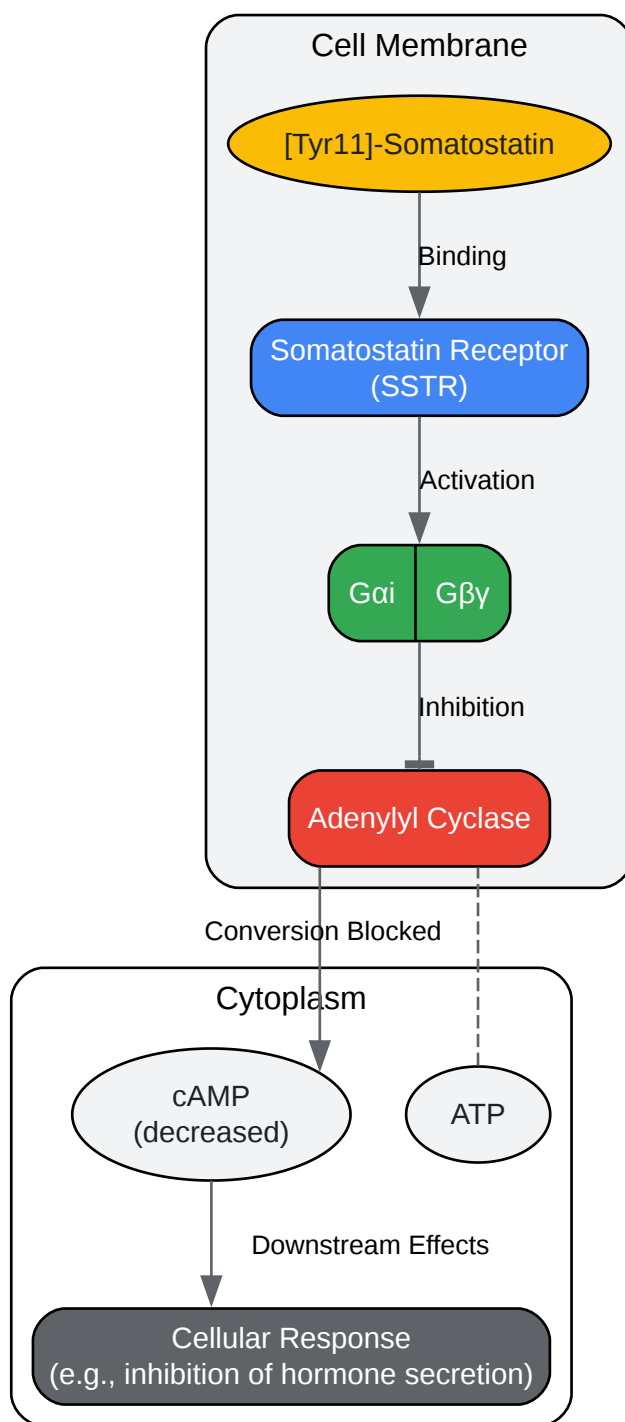 Cell Membrane
[Tyr11]-Somatostatin
Binding
Somatostatin Receptor
(SSTR)
Activation
Gαi
Gβγ
Inhibition
Adenylyl Cyclase
Conversion Blocked
Cytoplasm
cAMP
(decreased)
ATP
Downstream Effects
Cellular Response
(e.g., inhibition of hormone secretion)